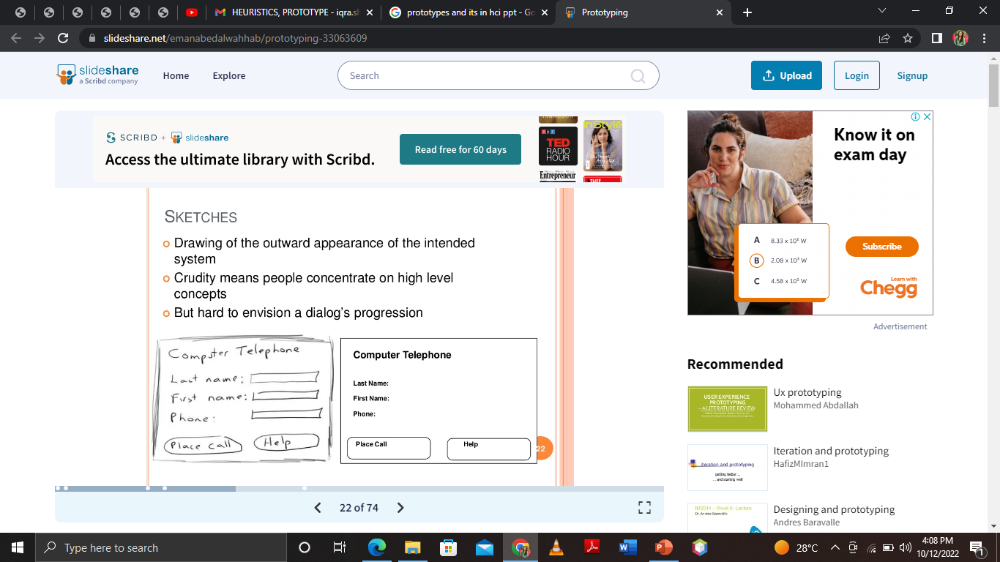 HEURISTICS, PROTOTYPE - iqra.sh
prototypes and its in hci ppt - Go
Prototyping
slideshare.net/emanabedalwahhab/prototyping-33063609
slideshare
a Scribd company
Home
Explore
Search
Upload
Login
Signup
SCRIBD + slideshare
Access the ultimate library with Scribd.
Read free for 60 days
TED
RADIO
HOUR
Entrepreneur
InStyle
TUFF
SKETCHES
Drawing of the outward appearance of the intended
system
Crudity means people concentrate on high level
concepts
But hard to envision a dialog's progression
Computer Telephone
Last name:
First name:
Phone:
Place call
Help
Computer Telephone
Last Name:
First Name:
Phone:
Place Call
Help
22
22 of 74
Know it on
exam day
A 8.33 x 10² W
B 2.08 x 10³ W
C 4.58 x 10² W
Subscribe
Learn with
Chegg
Advertisement
Recommended
USER EXPERIENCE
PROTOTYPING
– A LITERATURE REVIEW
Ux prototyping
Mohammed Abdallah
Iteration and prototyping
getting better ...
... and starting well
Iteration and prototyping
HafizMImran1
IM2044 – Week 6: Lecture
Dr. Andres Baravalle
Designing and prototyping
Andres Baravalle
Type here to search
28°C
4:08 PM
10/12/2022
1